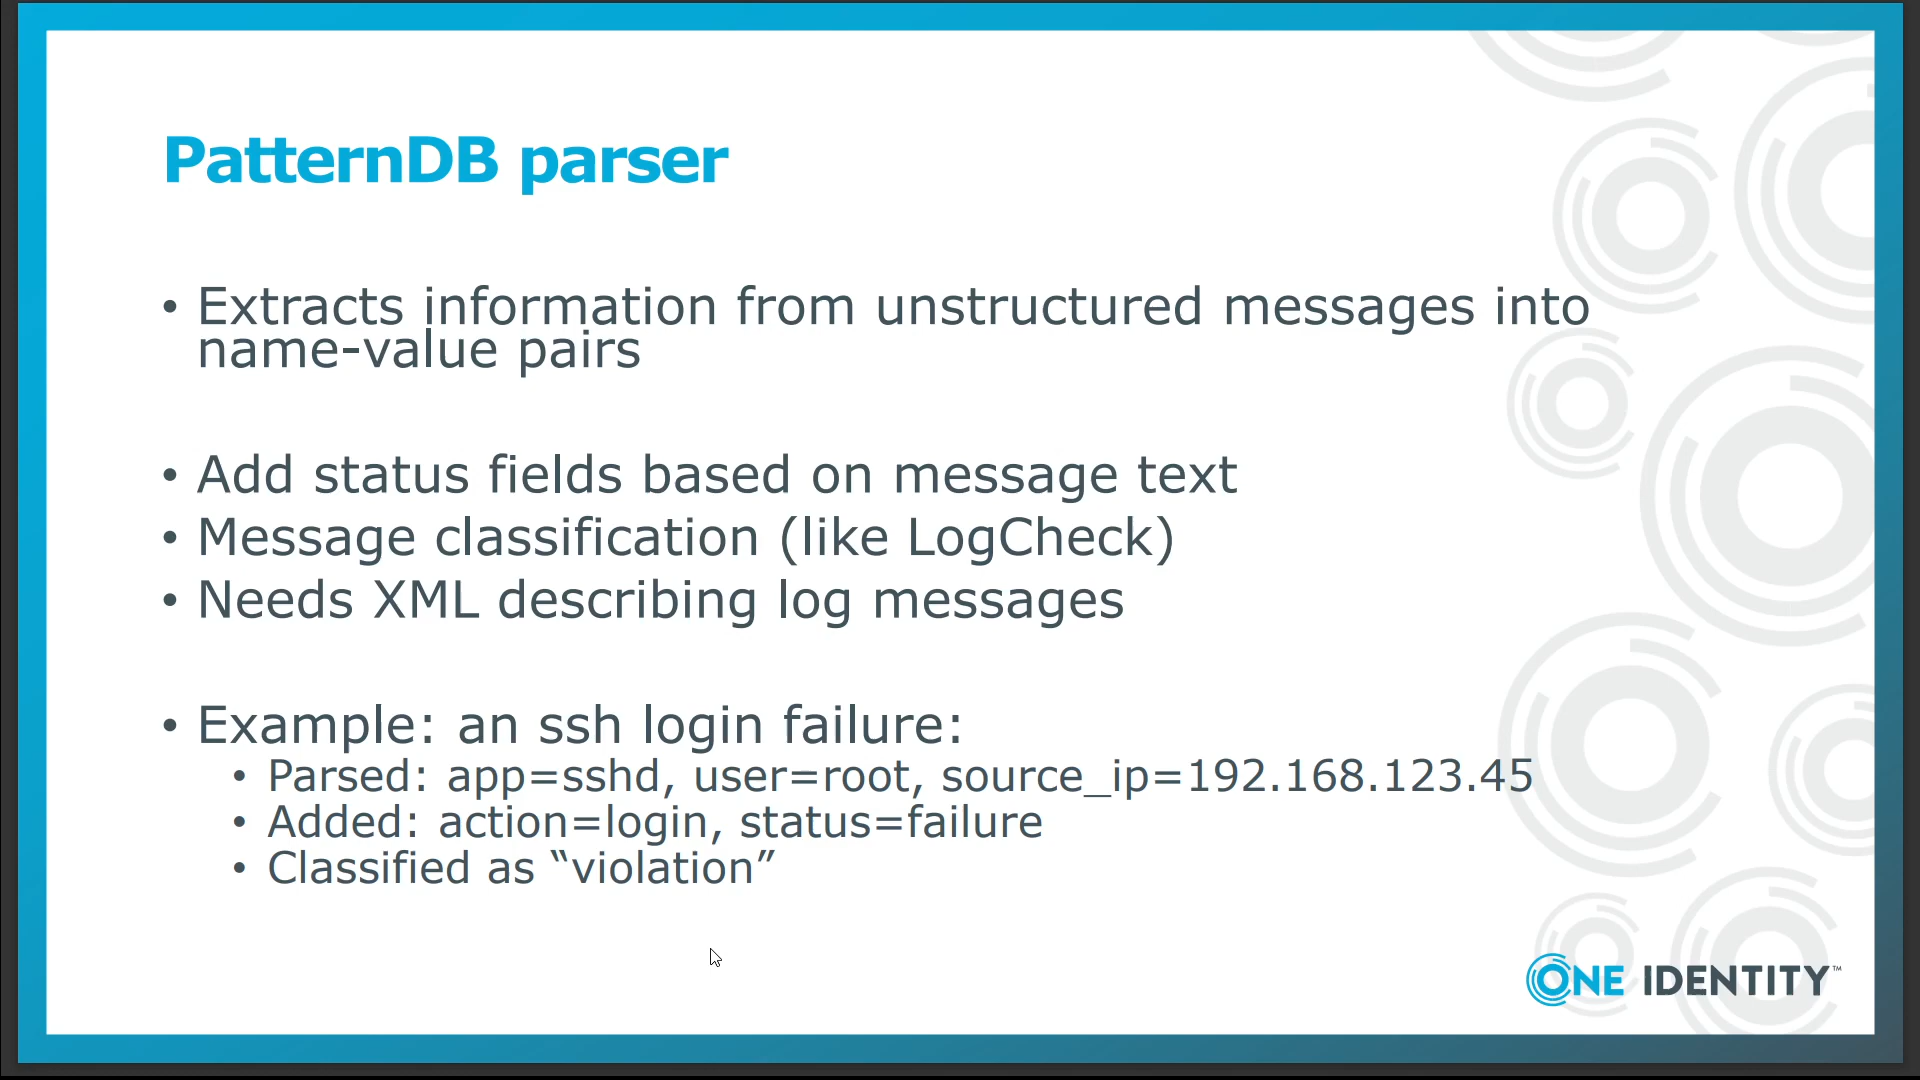 PatternDB parser
• Extracts information from unstructured messages into
name-value pairs
• Add status fields based on message text
• Message classification (like LogCheck)
• Needs XML describing log messages
• Example: an ssh login failure:
• Parsed: app=sshd, user=root, source_ip=192.168.123.45
• Added: action=login, status=failure
• Classified as “violation”
ONE IDENTITY™